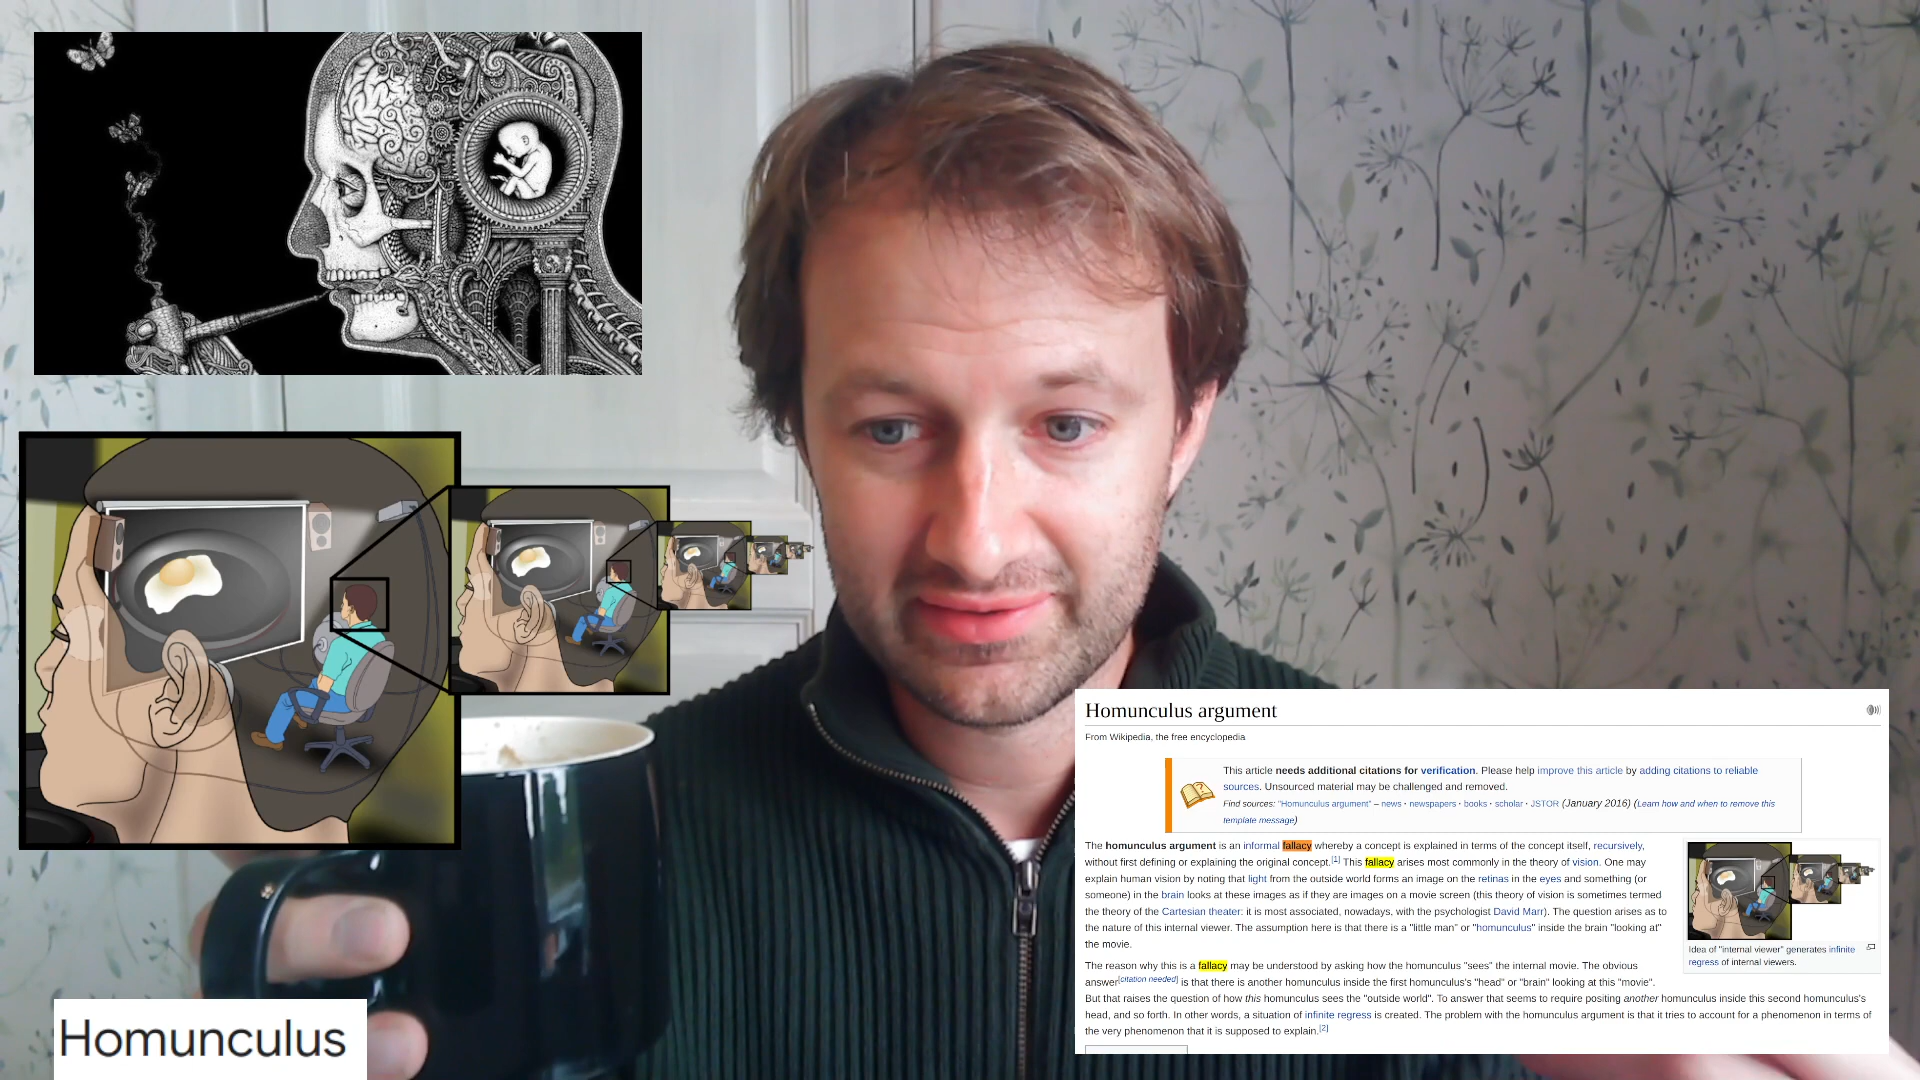 Homunculus argument
From Wikipedia, the free encyclopedia
This article needs additional citations for verification. Please help improve this article by adding citations to reliable
sources. Unsourced material may be challenged and removed.
Find sources: "Homunculus argument" – news · newspapers · books · scholar · JSTOR (January 2016) (Learn how and when to remove this
template message)
The homunculus argument is an informal fallacy whereby a concept is explained in terms of the concept itself, recursively,
without first defining or explaining the original concept.[1] This fallacy arises most commonly in the theory of vision. One may
explain human vision by noting that light from the outside world forms an image on the retinas in the eyes and something (or
someone) in the brain looks at these images as if they are images on a movie screen (this theory of vision is sometimes termed
the theory of the Cartesian theater: it is most associated, nowadays, with the psychologist David Marr). The question arises as to
the nature of this internal viewer. The assumption here is that there is a "little man" or "homunculus" inside the brain "looking at"
the movie.
Idea of "internal viewer" generates infinite
regress of internal viewers.
The reason why this is a fallacy may be understood by asking how the homunculus "sees" the internal movie. The obvious
answer[citation needed] is that there is another homunculus inside the first homunculus's "head" or "brain" looking at this "movie".
But that raises the question of how this homunculus sees the "outside world". To answer that seems to require positing another homunculus inside this second homunculus's
head, and so forth. In other words, a situation of infinite regress is created. The problem with the homunculus argument is that it tries to account for a phenomenon in terms of
the very phenomenon that it is supposed to explain.[2]
Homunculus